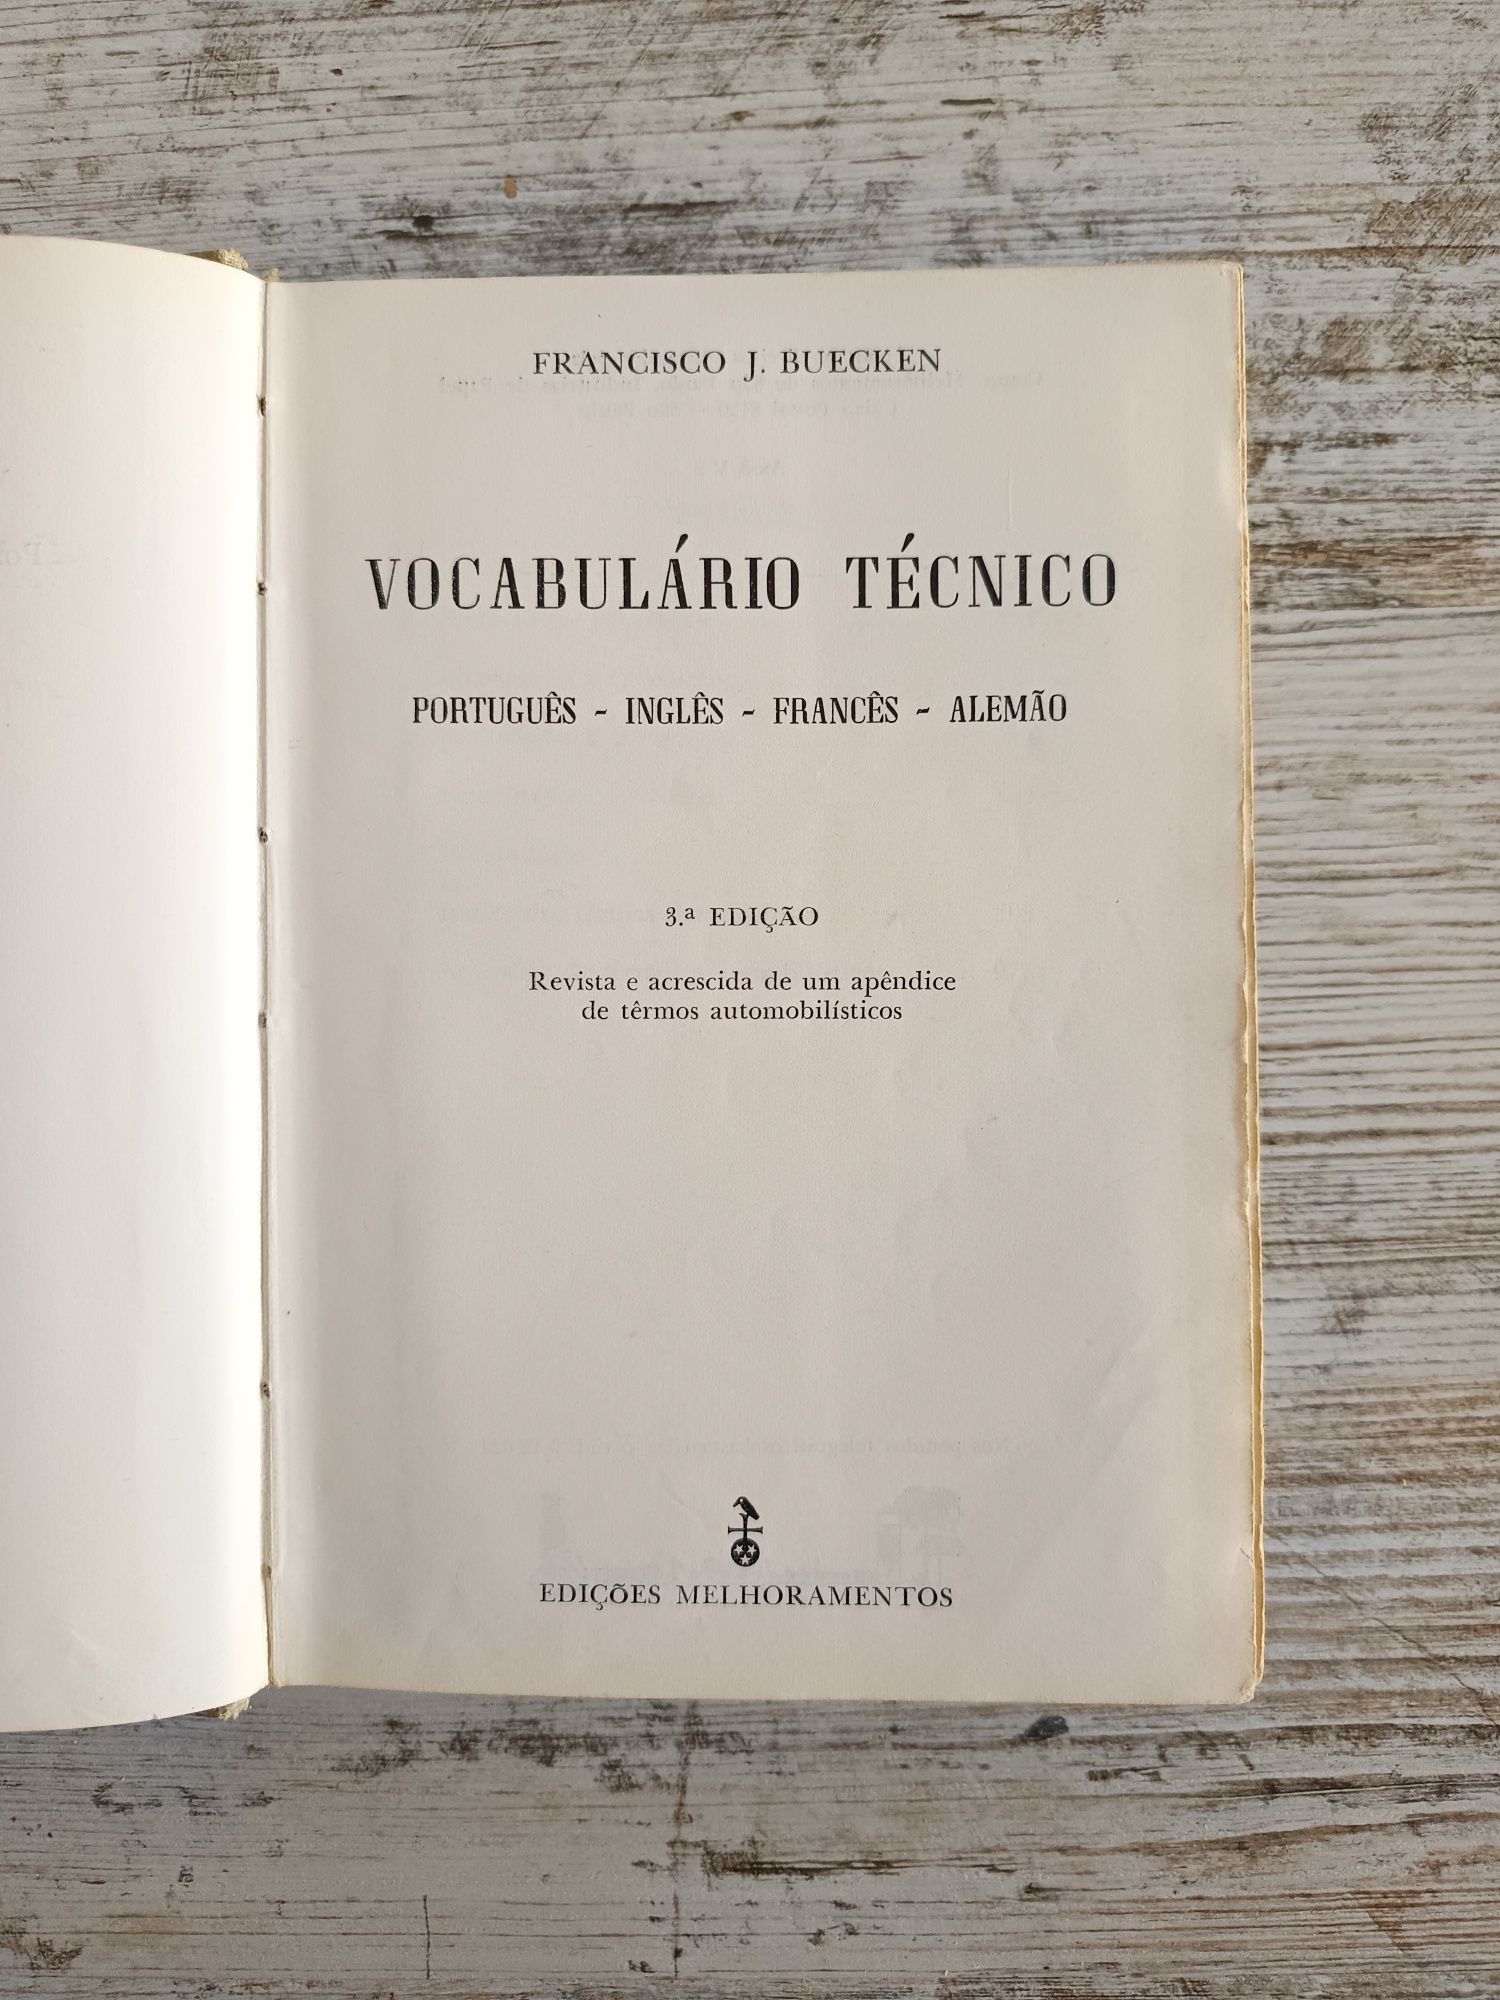 FRANCISCO J. BUECKEN
VOCABULÁRIO TÉCNICO
PORTUGUÊS - INGLÊS - FRANCÊS - ALEMÃO
3.ª EDIÇÃO
Revista e acrescida de um apêndice
de têrmos automobilísticos
EDIÇÕES MELHORAMENTOS